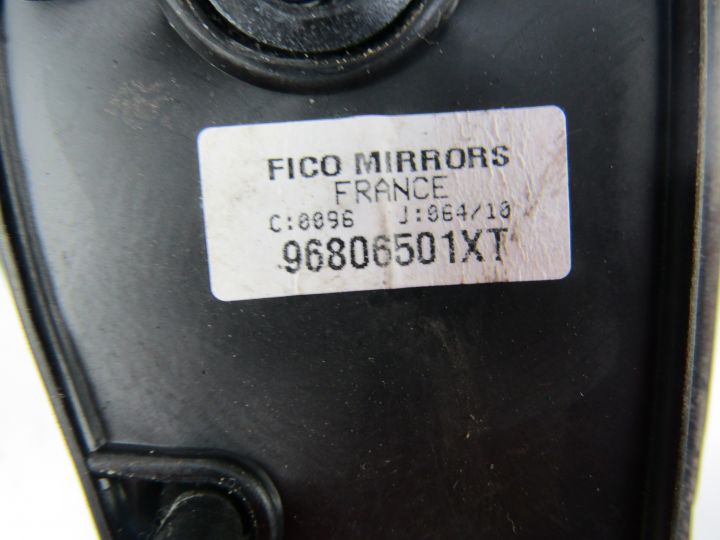 FICO MIRRORS
FRANCE
C:0096 J:064/10
96806501XT